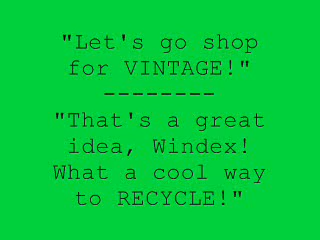 "Let's go shop
for VINTAGE!"
--------
"That's a great
idea, Windex!
What a cool way
to RECYCLE!"